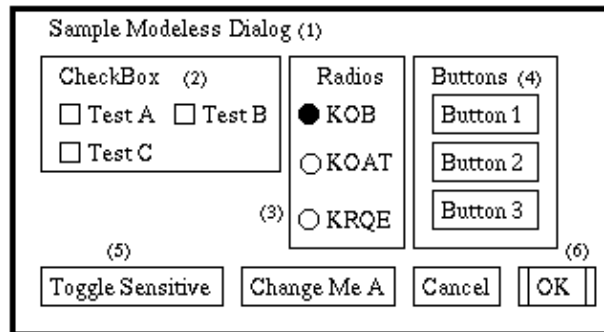 Sample Modeless Dialog (1)
CheckBox (2)
Test A Test B
Test C
Radios
KOB
KOAT
(3) KRQE
Buttons (4)
Button 1
Button 2
Button 3
(5) (6)
Toggle Sensitive Change Me A Cancel OK